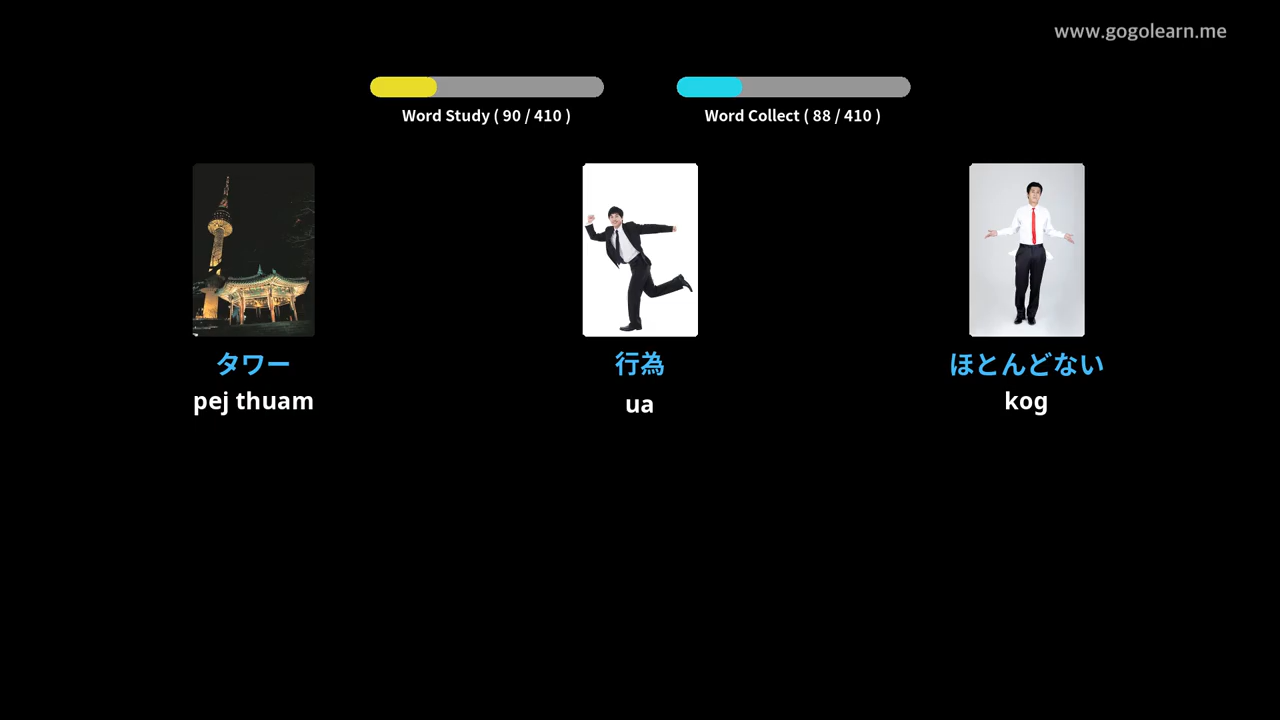 www.gogolearn.me
Word Study ( 90 / 410 )
Word Collect ( 88 / 410 )
タワー
pej thuam
行為
ua
ほとんどない
kog